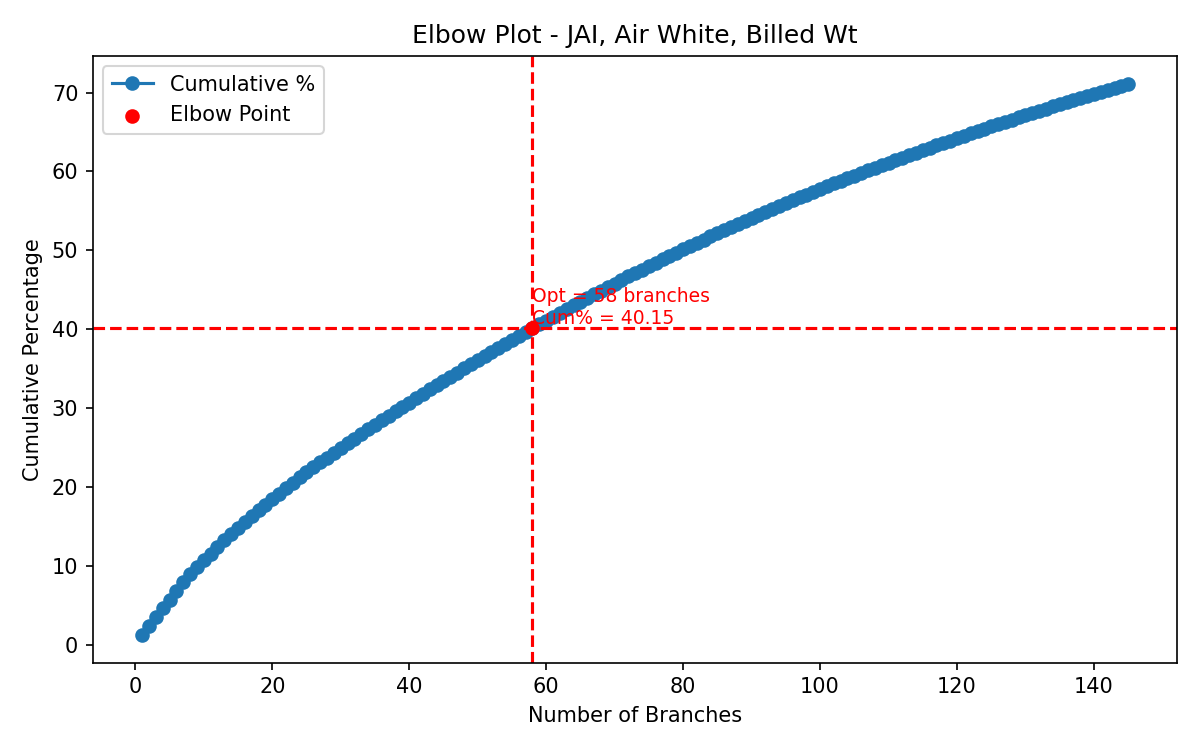 Elbow Plot - JAI, Air White, Billed Wt
Cumulative %
Elbow Point
Cumulative Percentage
70
60
50
40
30
20
10
0
Opt = 58 branches
Cum% = 40.15
0 20 40 60 80 100 120 140
Number of Branches